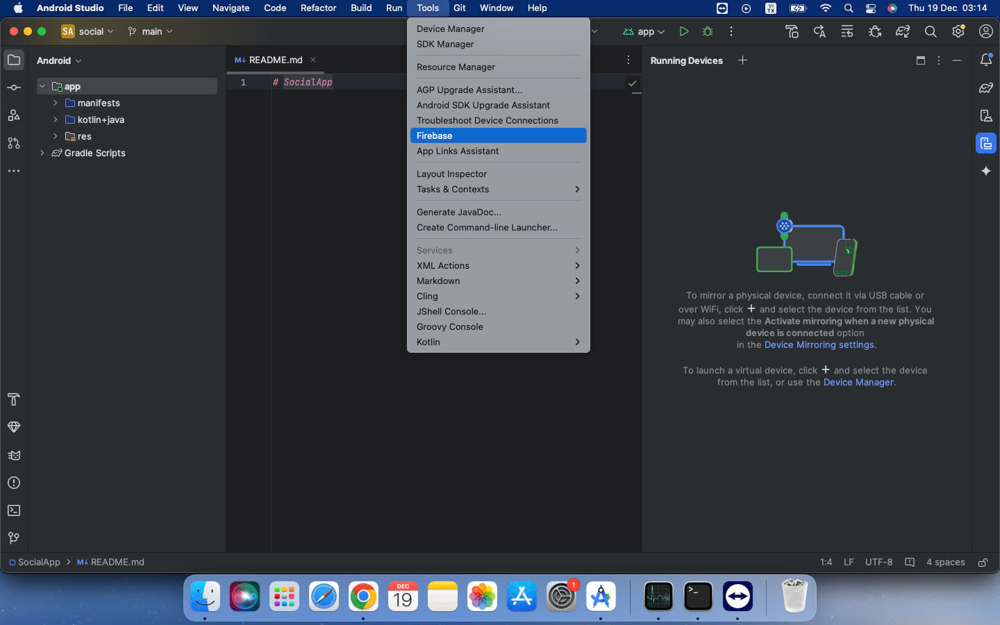 Android Studio File Edit View Navigate Code Refactor Build Run Tools Git Window Help VI TX Thu 19 Dec 03:14
SA social main app
Android
README.md
Running Devices
app
manifests
kotlin+java
res
Gradle Scripts
1 # SocialApp
Device Manager
SDK Manager
Resource Manager
AGP Upgrade Assistant...
Android SDK Upgrade Assistant
Troubleshoot Device Connections
Firebase
App Links Assistant
Layout Inspector
Tasks & Contexts
Generate JavaDoc...
Create Command-line Launcher...
Services
XML Actions
Markdown
Cling
JShell Console...
Groovy Console
Kotlin
To mirror a physical device, connect it via USB cable or
over WiFi, click + and select the device from the list. You
may also select the Activate mirroring when a new physical
device is connected option
in the Device Mirroring settings.
To launch a virtual device, click + and select the device
from the list, or use the Device Manager.
SocialApp > M↓ README.md 1:4 LF UTF-8 4 spaces
DEC
19
1